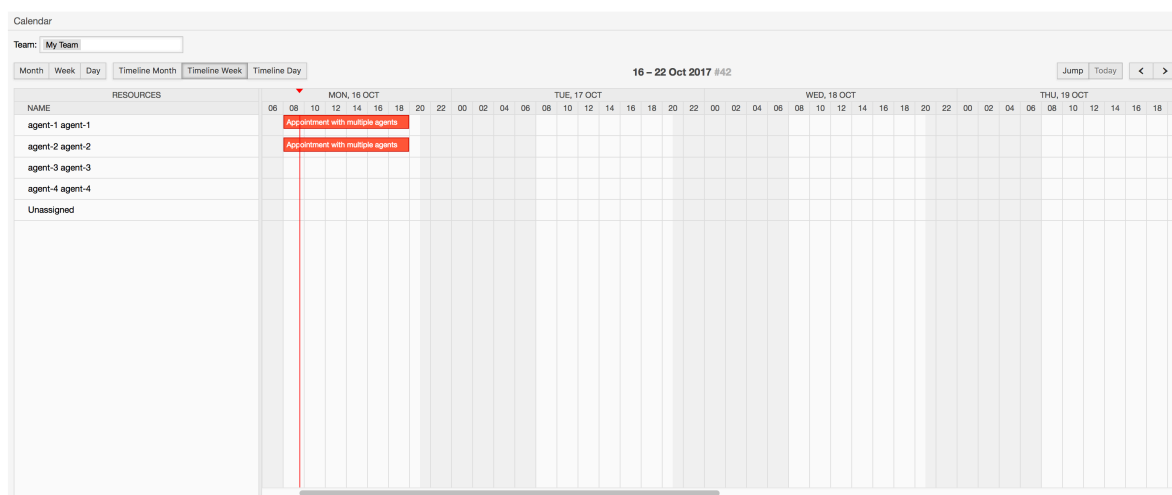 Calendar
Team: My Team
Month Week Day Timeline Month Timeline Week Timeline Day 16 – 22 Oct 2017 #42 Jump Today < >
RESOURCES MON, 16 OCT TUE, 17 OCT WED, 18 OCT THU, 19 OCT
NAME 06 08 10 12 14 16 18 20 22 00 02 04 06 08 10 12 14 16 18 20 22 00 02 04 06 08 10 12 14 16 18 20 22 00 02 04 06 08 10 12 14 16 18
agent-1 agent-1 Appointment with multiple agents
agent-2 agent-2 Appointment with multiple agents
agent-3 agent-3
agent-4 agent-4
Unassigned